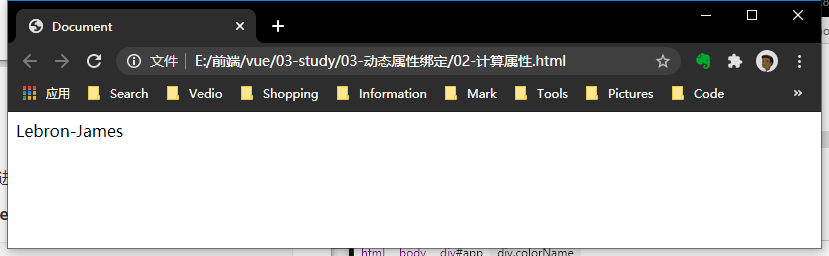 Document
文件 E:/前端/vue/03-study/03-动态属性绑定/02-计算属性.html
应用 Search Vedio Shopping Information Mark Tools Pictures Code »
Lebron-James
进
e
html body div#app div.colorName